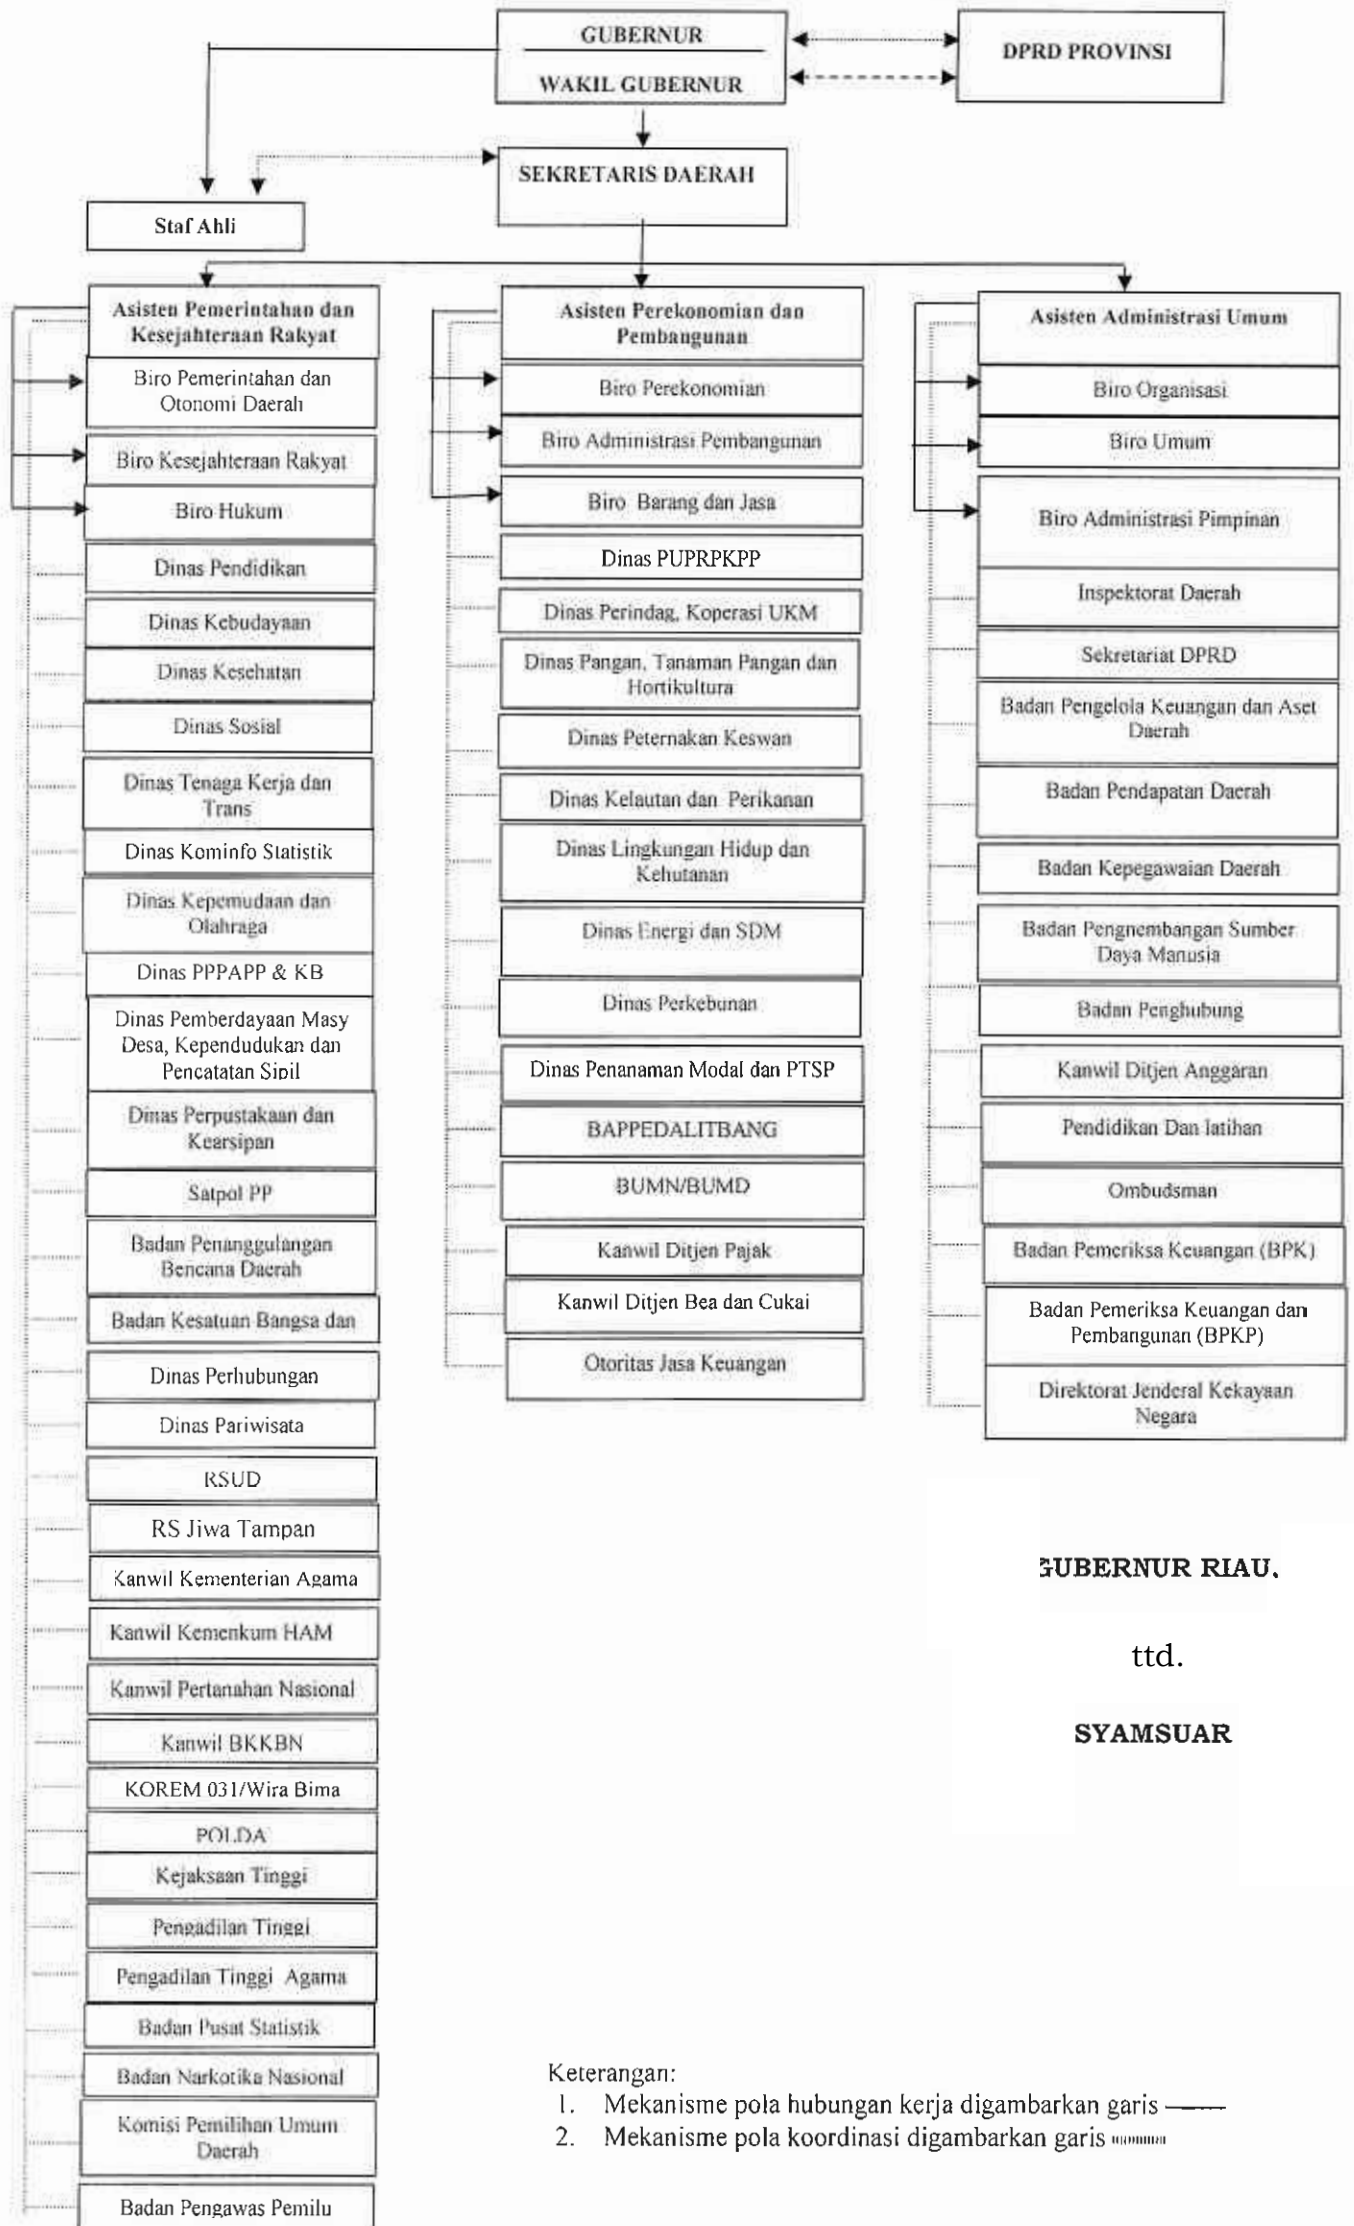 GUBERNUR
WAKIL GUBERNUR
DPRD PROVINSI
SEKRETARIS DAERAH
Staf Ahli
Asisten Pemerintahan dan
Kesejahteraan Rakyat
Biro Pemerintahan dan
Otonomi Daerah
Biro Kesejahteraan Rakyat
Biro Hukum
Dinas Pendidikan
Dinas Kebudayaan
Dinas Kesehatan
Dinas Sosial
Dinas Tenaga Kerja dan
Trans
Dinas Kominfo Statistik
Dinas Kepemudaan dan
Olahraga
Dinas PPPAPP & KB
Dinas Pemberdayaan Masy
Desa, Kependudukan dan
Pencatatan Sipil
Dinas Perpustakaan dan
Kearsipan
Satpol PP
Badan Penanggulangan
Bencana Daerah
Badan Kesatuan Bangsa dan
Dinas Perhubungan
Dinas Pariwisata
RSUD
RS Jiwa Tampan
Kanwil Kementerian Agama
Kanwil Kemenkum HAM
Kanwil Pertanahan Nasional
Kanwil BKKBN
KOREM 031/Wira Bima
POLDA
Kejaksaan Tinggi
Pengadilan Tinggi
Pengadilan Tinggi Agama
Badan Pusat Statistik
Badan Narkotika Nasional
Komisi Pemilihan Umum
Daerah
Badan Pengawas Pemilu
Asisten Perekonomian dan
Pembangunan
Biro Perekonomian
Biro Administrasi Pembangunan
Biro Barang dan Jasa
Dinas PUPRPKPP
Dinas Perindag, Koperasi UKM
Dinas Pangan, Tanaman Pangan dan
Hortikultura
Dinas Peternakan Keswan
Dinas Kelautan dan Perikanan
Dinas Lingkungan Hidup dan
Kehutanan
Dinas Energi dan SDM
Dinas Perkebunan
Dinas Penanaman Modal dan PTSP
BAPPEDALITBANG
BUMN/BUMD
Kanwil Ditjen Pajak
Kanwil Ditjen Bea dan Cukai
Otoritas Jasa Keuangan
Asisten Administrasi Umum
Biro Organisasi
Biro Umum
Biro Administrasi Pimpinan
Inspektorat Daerah
Sekretariat DPRD
Badan Pengelola Keuangan dan Aset
Daerah
Badan Pendapatan Daerah
Badan Kepegawaian Daerah
Badan Pengnembangan Sumber
Daya Manusia
Badan Penghubung
Kanwil Ditjen Anggaran
Pendidikan Dan latihan
Ombudsman
Badan Pemeriksa Keuangan (BPK)
Badan Pemeriksa Keuangan dan
Pembangunan (BPKP)
Direktorat Jenderal Kekayaan
Negara
GUBERNUR RIAU.
ttd.
SYAMSUAR
Keterangan:
1. Mekanisme pola hubungan kerja digambarkan garis
2. Mekanisme pola koordinasi digambarkan garis